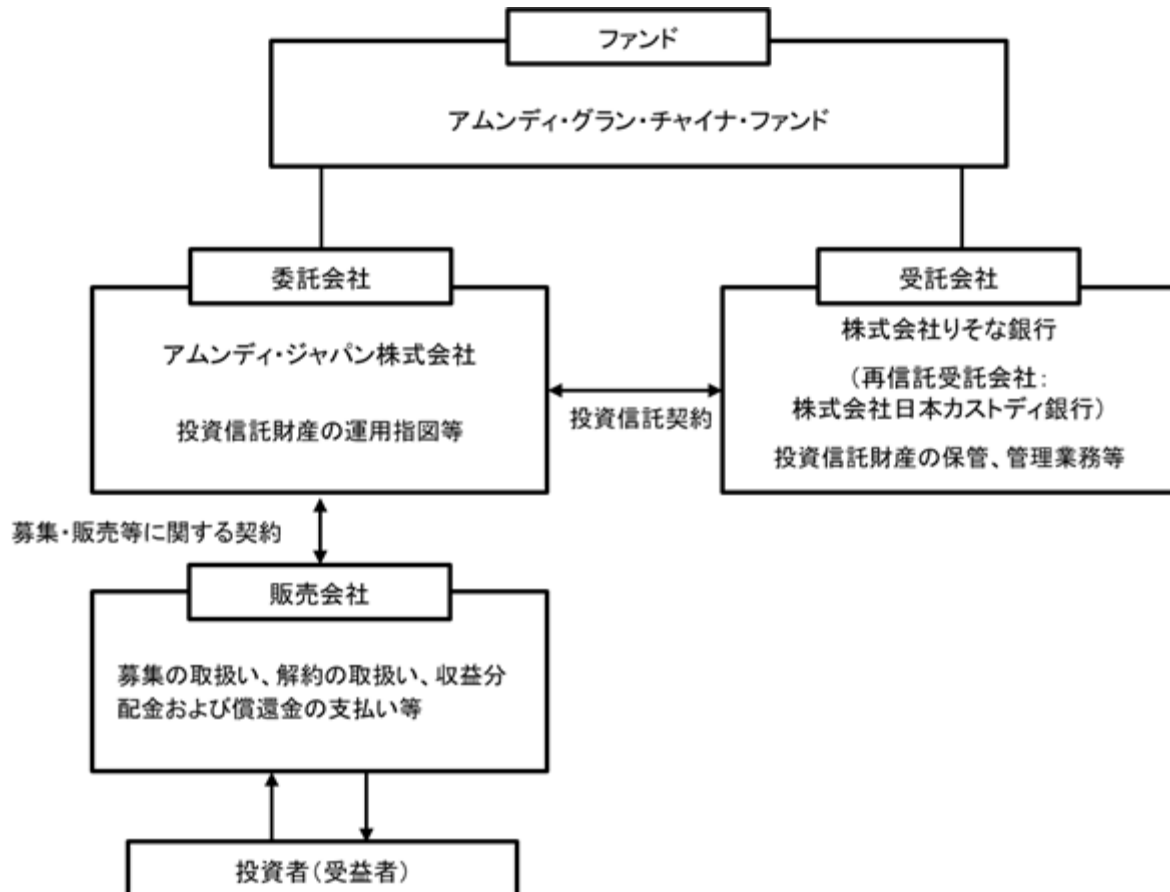 ファンド
アムンディ・グラン・チャイナ・ファンド
委託会社
アムンディ・ジャパン株式会社
投資信託財産の運用指図等
投資信託契約
受託会社
株式会社りそな銀行
（再信託受託会社：
株式会社日本カストディ銀行）
投資信託財産の保管、管理業務等
募集・販売等に関する契約
販売会社
募集の取扱い、解約の取扱い、収益分
配金および償還金の支払い等
投資者（受益者）